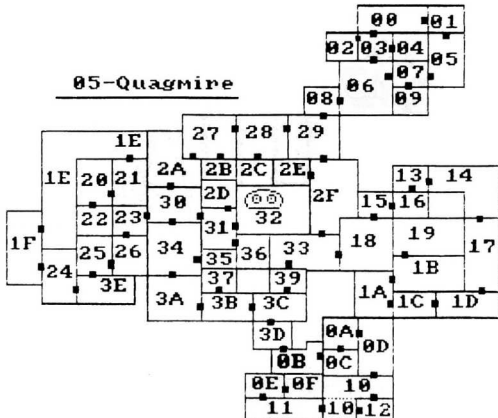 00 01
02 03 04
05
05-Quagmire
06 07
08 09
27 28 29
1E
1E 2A 2B 2C 2E
20 21
13 14
2D 2F
30 15 16
22 23 32
1F 31 18 19 17
25 26 34 36 33
35 1B
24
3E 37 39 1A
3A 3B 3C 1C 1D
3D 0A 0D
0B 0C
0E 0F 10
11 10 12